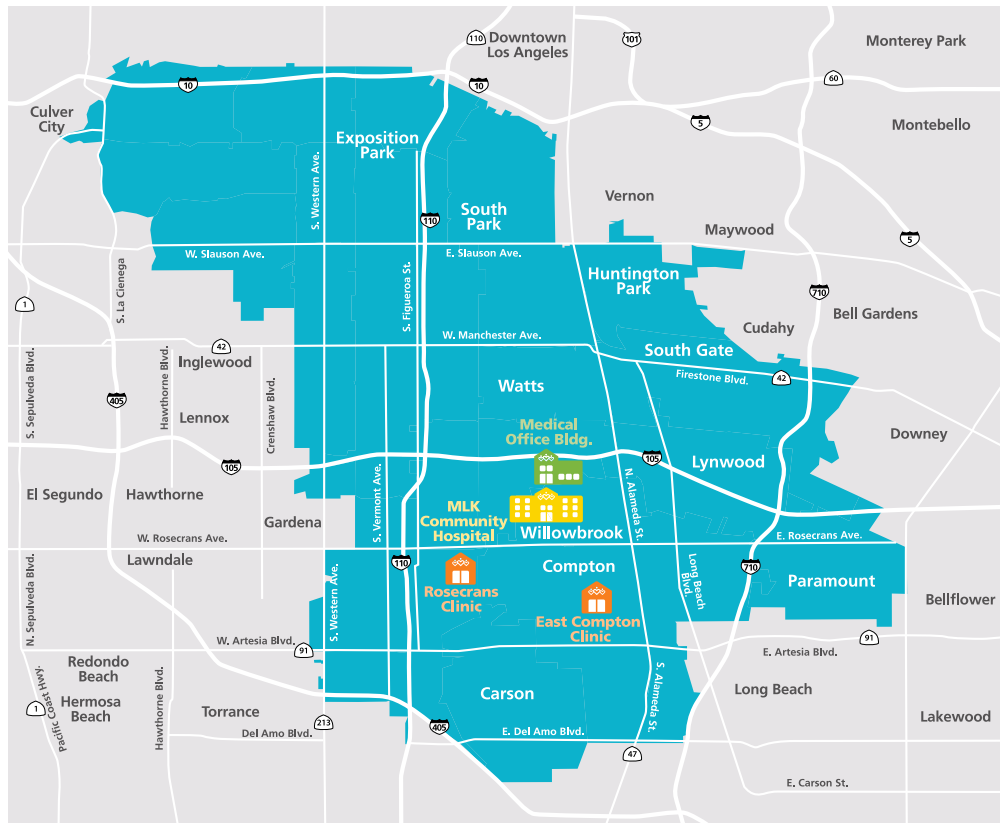 110
Downtown
Los Angeles
101
Monterey Park
10
10
60
Culver
City
5
Montebello
Exposition
Park
S. Western Ave.
Vernon
South
Park
110
Maywood
5
W. Slauson Ave.
E. Slauson Ave.
Huntington
Park
S. La Cienega
S. Figueroa St.
710
1
Bell Gardens
Cudahy
W. Manchester Ave.
42
Inglewood
South Gate
Firestone Blvd.
42
S. Sepulveda Blvd.
Hawthorne Blvd.
Crenshaw Blvd.
405
Watts
Lennox
Medical
Office Bldg.
Downey
105
105
Lynwood
N. Alameda St.
El Segundo
Hawthorne
S. Vermont Ave.
MLK
Community
Hospital
Gardena
Willowbrook
W. Rosecrans Ave.
E. Rosecrans Ave.
Lawndale
110
Compton
Long Beach
Blvd.
710
Paramount
Rosecrans
Clinic
N. Sepulveda Blvd.
S. Western Ave.
East Compton
Clinic
Bellflower
W. Artesia Blvd.
91
91
E. Artesia Blvd.
Redondo
Beach
Hermosa
Beach
1
Pacific Coast Hwy.
Hawthorne Blvd.
Carson
S. Alameda St.
Long Beach
Torrance
213
405
Lakewood
Del Amo Blvd.
E. Del Amo Blvd.
47
E. Carson St.